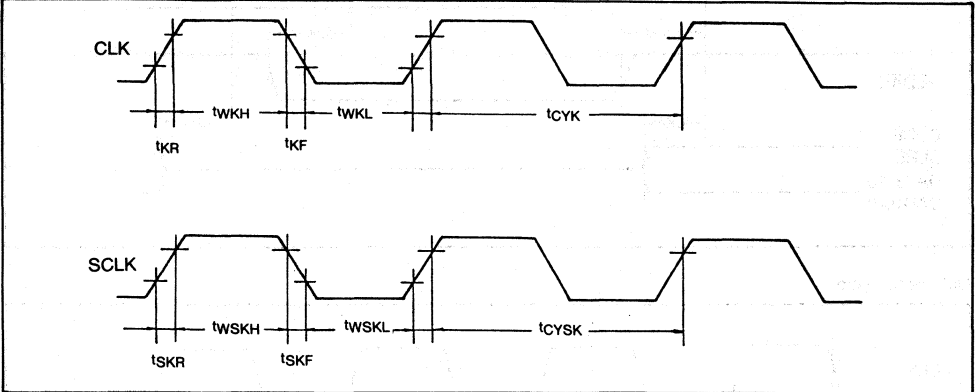 CLK
tWKH
tWKL
tCYK
tKR
tKF
SCLK
tWSKH
tWSKL
tCYSK
tSKR
tSKF